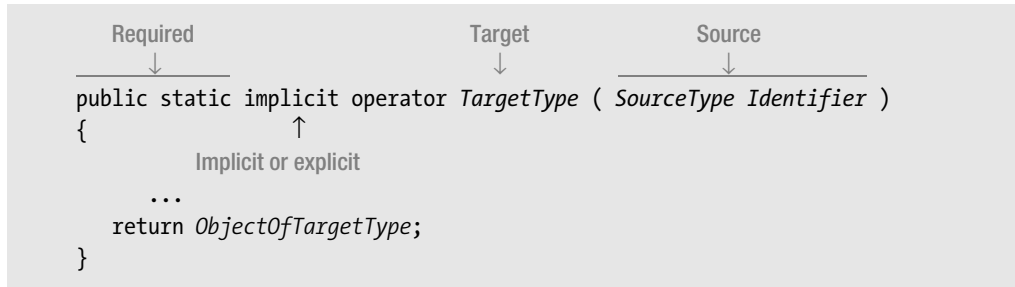 Required Target Source
↓ ↓ ↓
public static implicit operator TargetType ( SourceType Identifier )
{ ↑
Implicit or explicit
...
return ObjectOfTargetType;
}